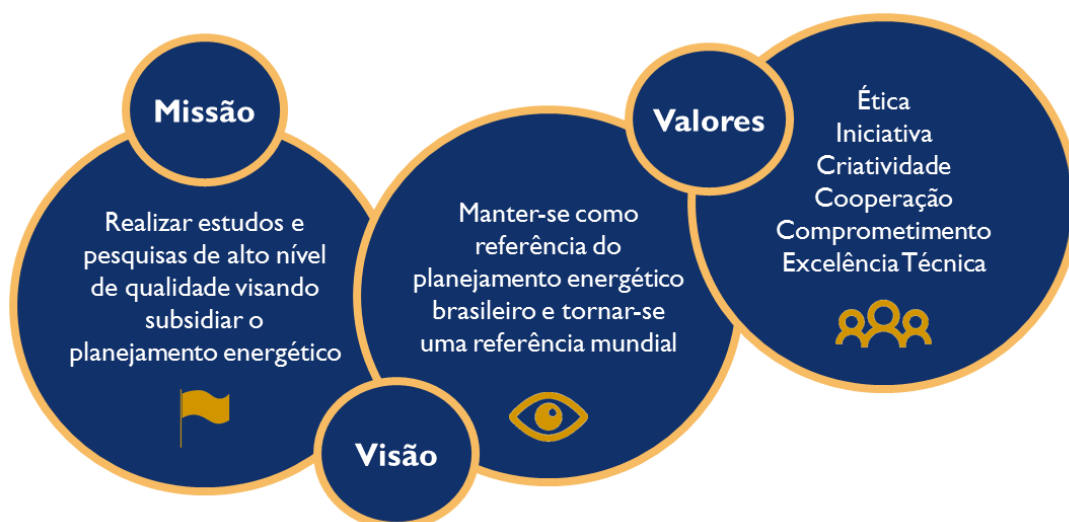 Missão
Realizar estudos e
pesquisas de alto nível
de qualidade visando
subsidiar o
planejamento energético
Visão
Manter-se como
referência do
planejamento energético
brasileiro e tornar-se
uma referência mundial
Valores
Ética
Iniciativa
Criatividade
Cooperação
Comprometimento
Excelência Técnica